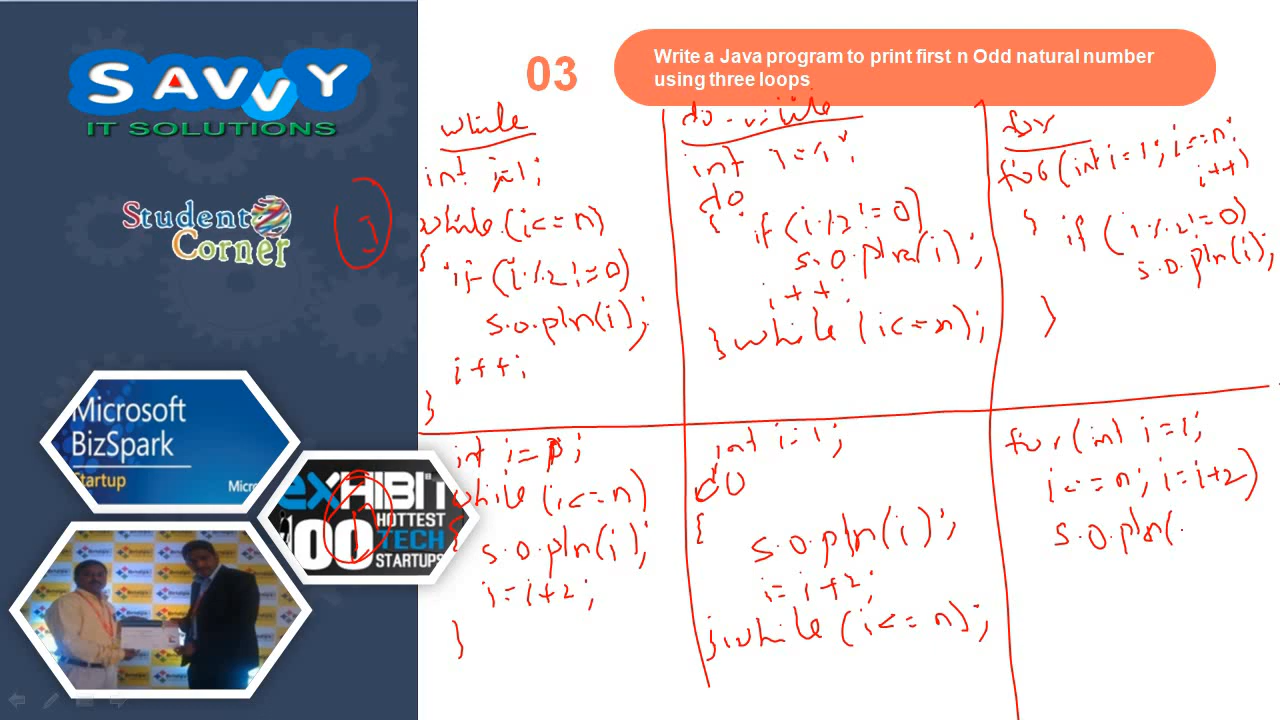 SAVVY
IT SOLUTIONS
Student
Corner
Microsoft
BizSpark
Startup
Micros
EXHIBIT
100
HOTTEST
TECH
STARTUPS
03
Write a Java program to print first n Odd natural number
using three loops
while
int i=1;
while(i<=n)
{
if(i%2!=0)
s.o.pln(i);
i++;
}
do-while
int i=1;
do
{ if(i%2!=0)
s.o.pln(i);
i++;
}while(i<=n);
for
for(int i=1; i<=n;
i++)
{ if(i%2!=0)
s.o.pln(i);
}
int i= ;
while(i<=n)
{
s.o.pln(i);
i=i+2;
}
int i=1;
do
{
s.o.pln(i);
i=i+2;
}while(i<=n);
for(int i=1;
i<=n; i=i+2)
s.o.pln(